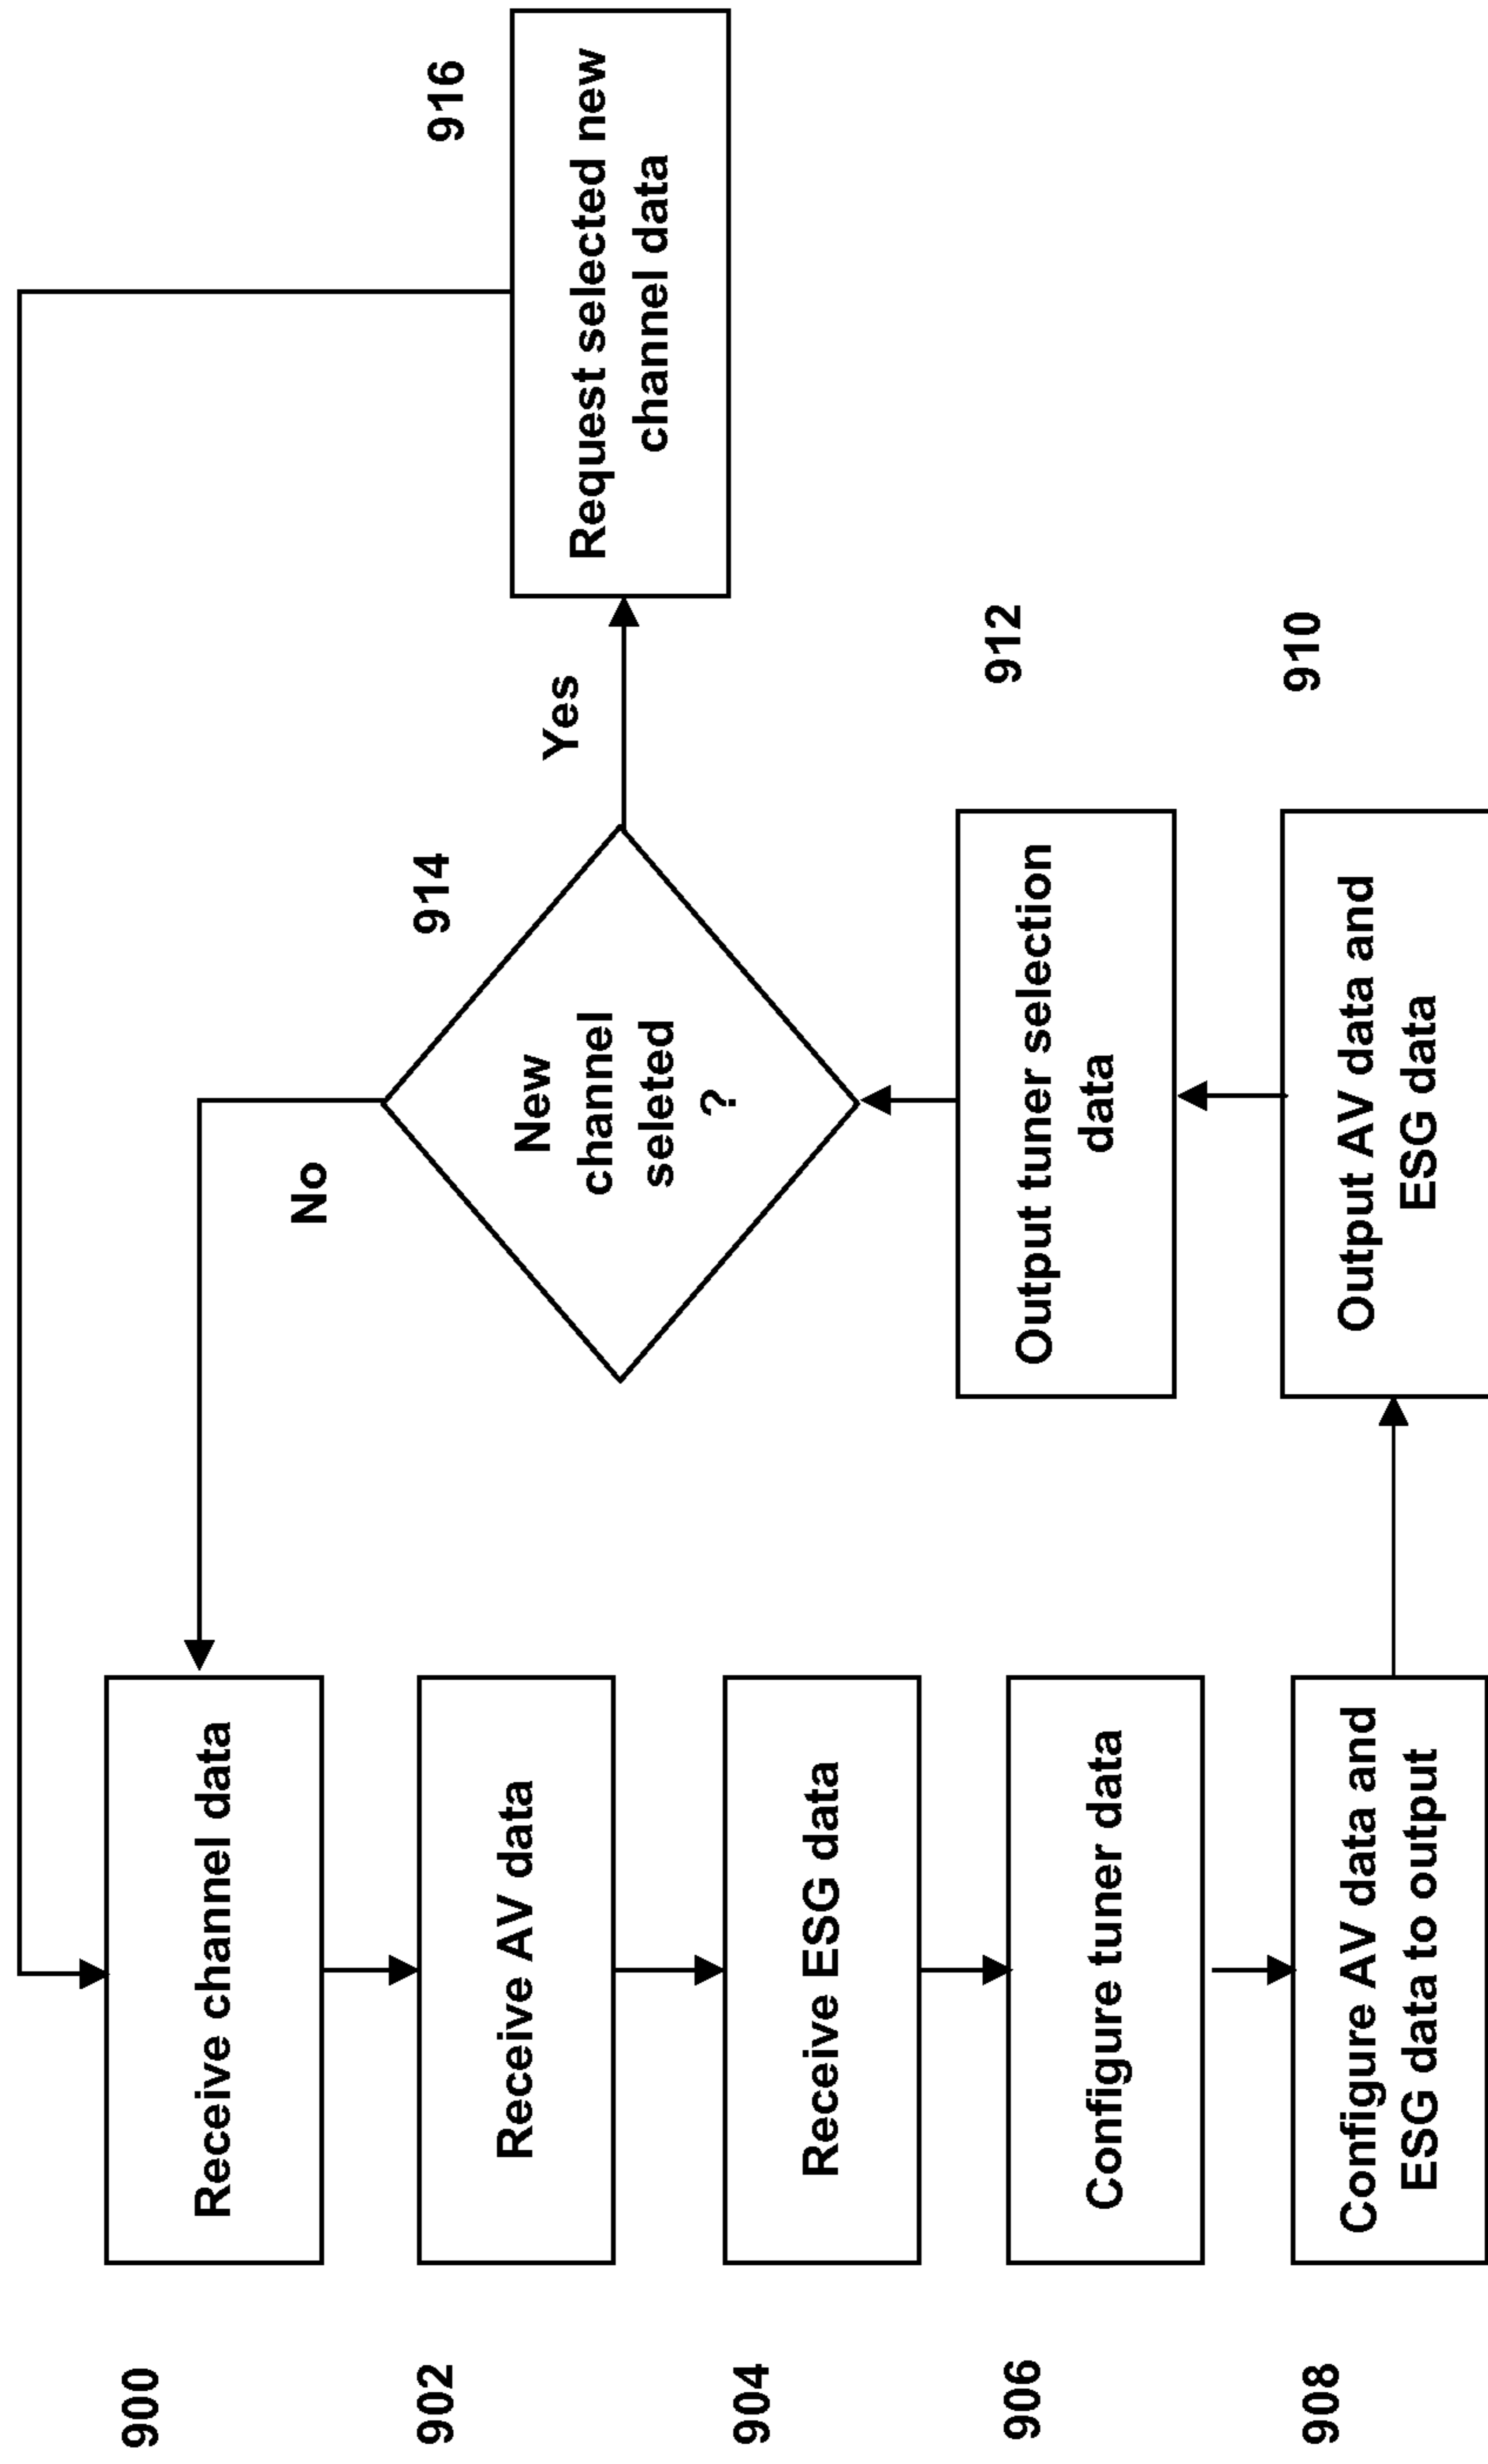 900
Receive channel data
902
Receive AV data
904
Receive ESG data
906
Configure tuner data
908
Configure AV data and
ESG data to output
910
Output AV data and
ESG data
912
Output tuner selection
data
914
New
channel
seleted
?
No
Yes
916
Request selected new
channel data